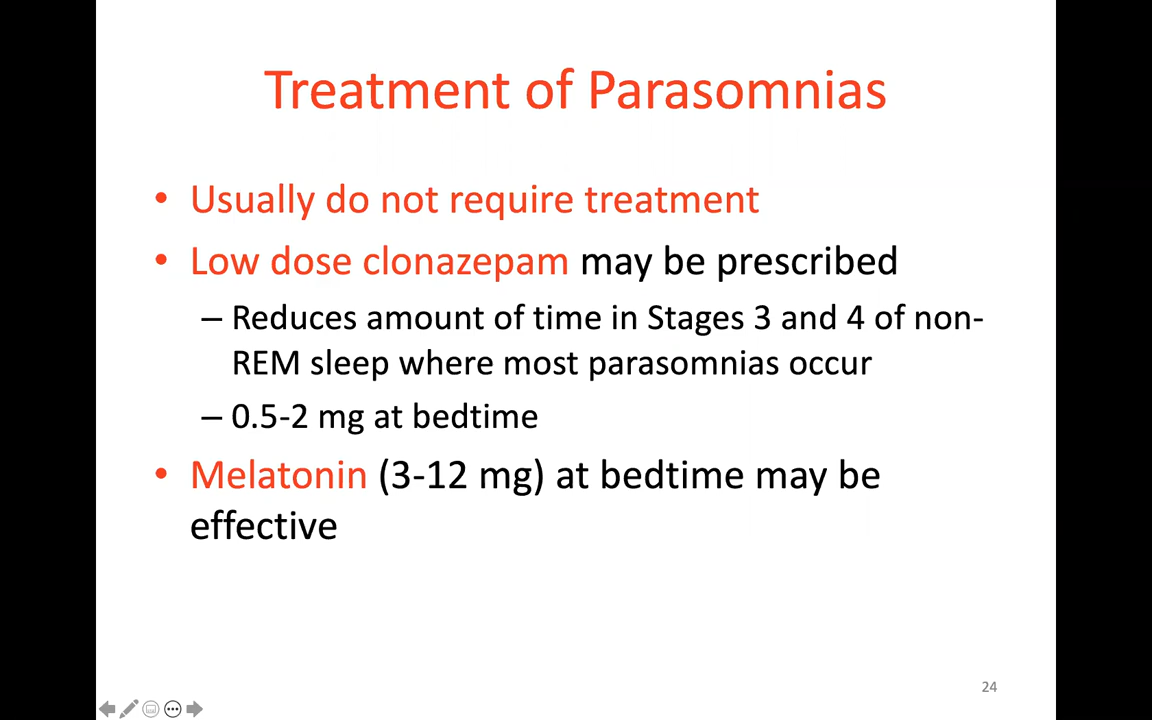 Treatment of Parasomnias
• Usually do not require treatment
• Low dose clonazepam may be prescribed
– Reduces amount of time in Stages 3 and 4 of non-
REM sleep where most parasomnias occur
– 0.5-2 mg at bedtime
• Melatonin (3-12 mg) at bedtime may be
effective
24